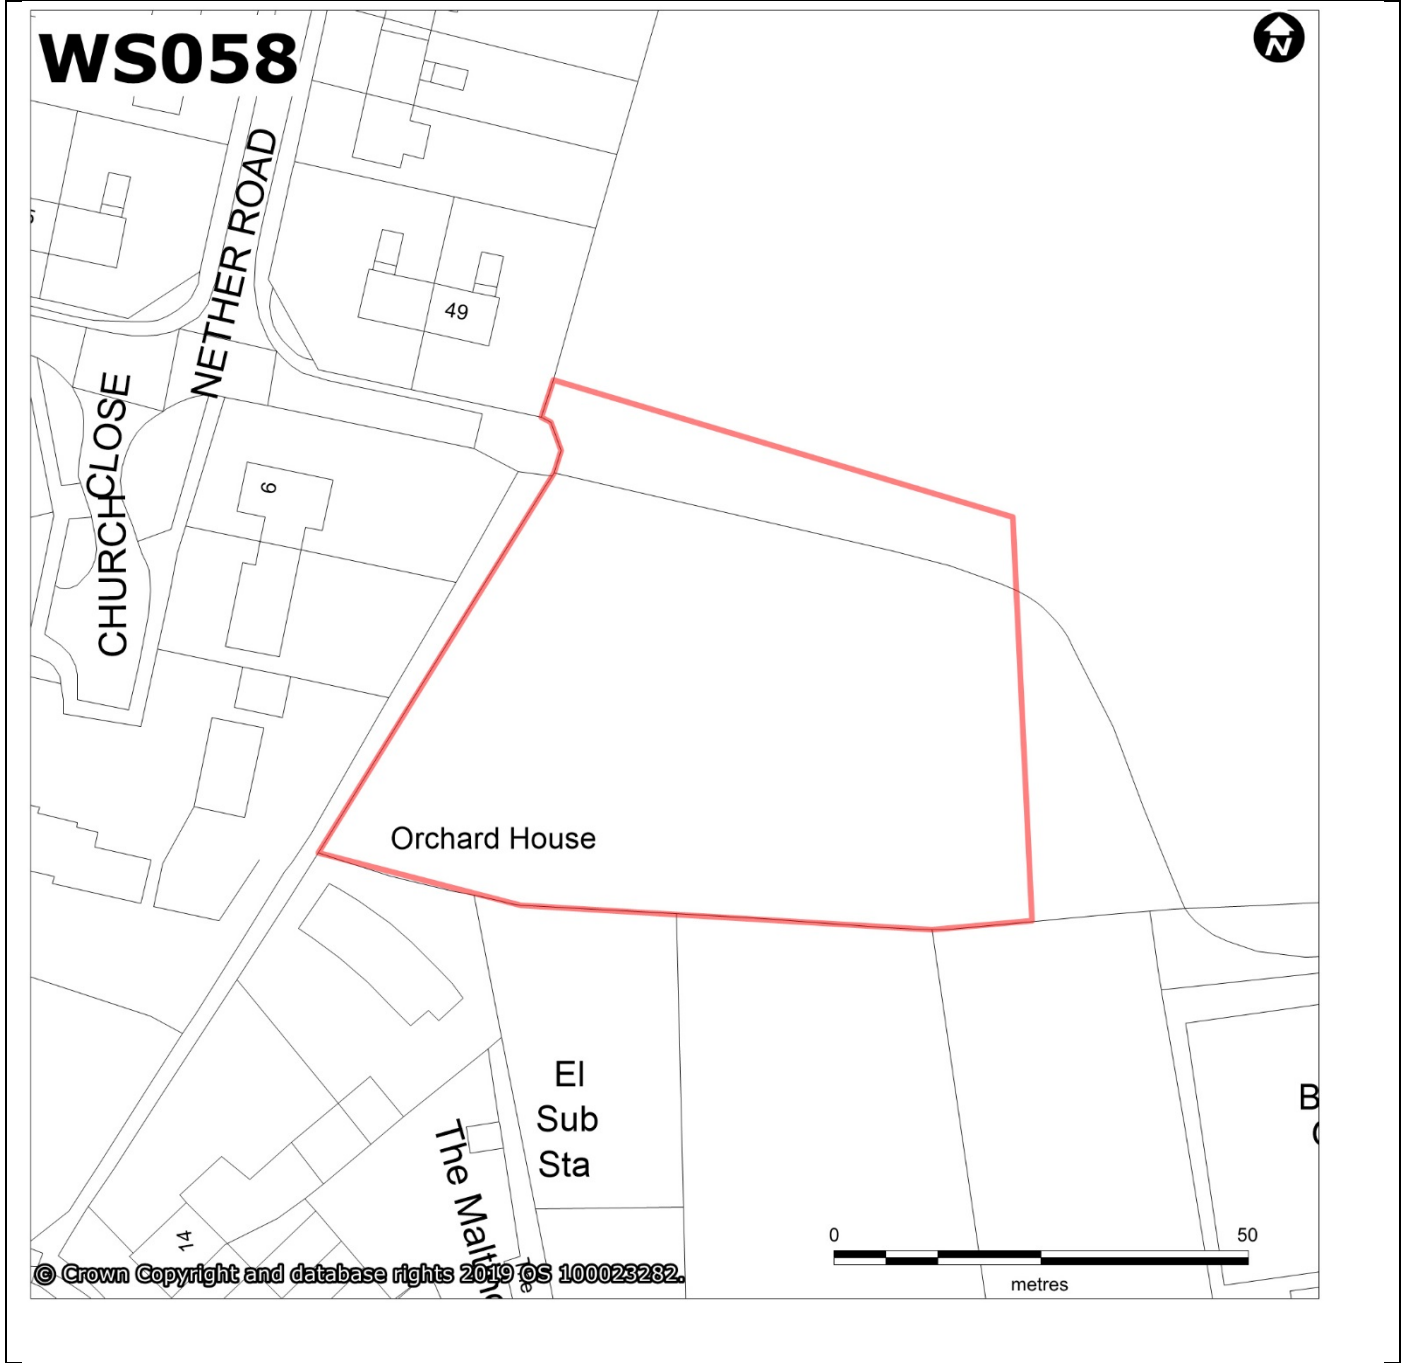 WS058
N
NETHER ROAD
49
CHURCH CLOSE
6
Orchard House
El
Sub
Sta
The Malt
14
0 50
metres
© Crown Copyright and database rights 2019 OS 100023282.